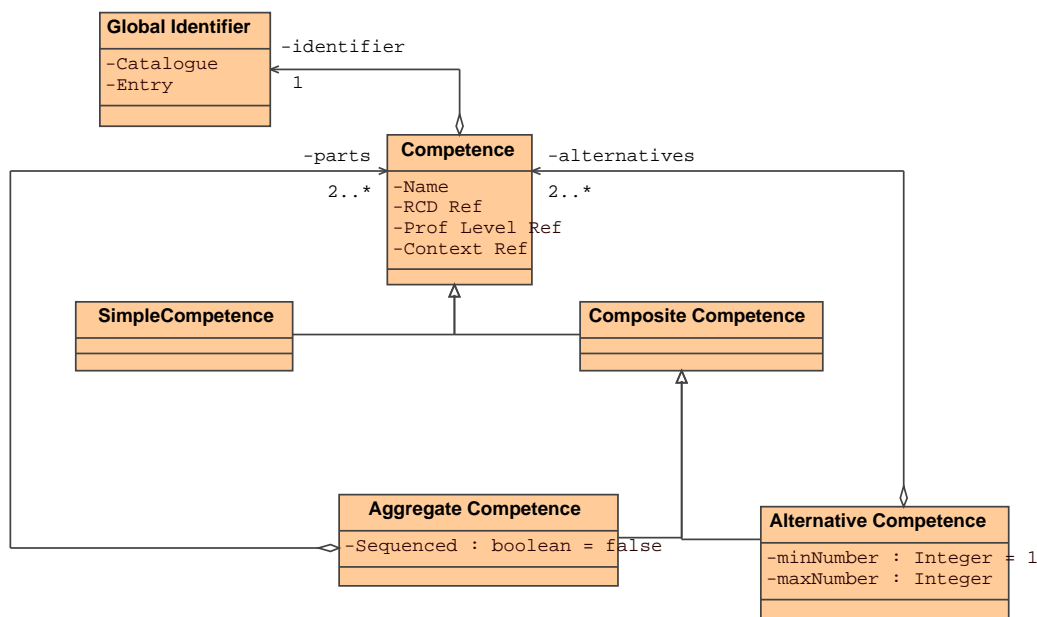 Global Identifier
-Catalogue
-Entry
-identifier
1
-parts
2..*
Competence
-Name
-RCD Ref
-Prof Level Ref
-Context Ref
-alternatives
2..*
SimpleCompetence
Composite Competence
Aggregate Competence
-Sequenced : boolean = false
Alternative Competence
-minNumber : Integer = 1
-maxNumber : Integer